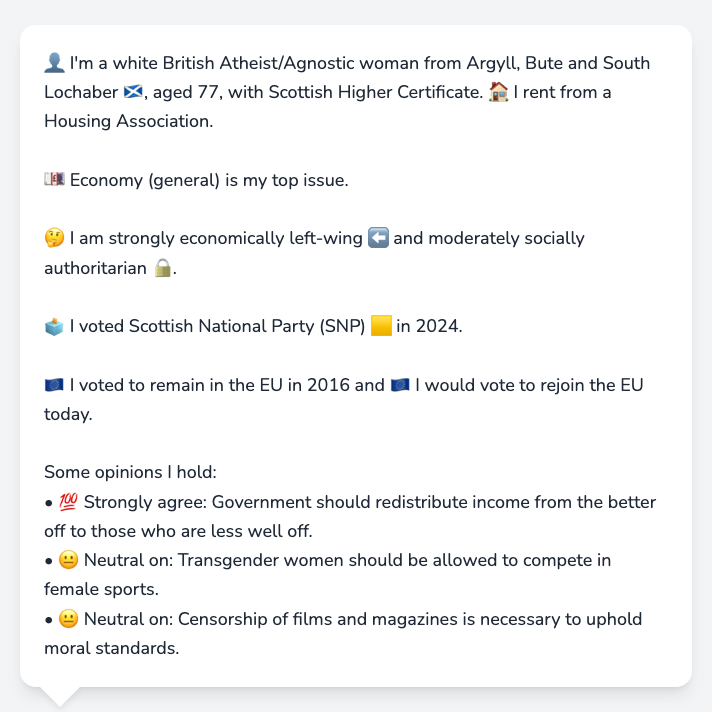 👤 I'm a white British Atheist/Agnostic woman from Argyll, Bute and South
Lochaber 🏴󠁧󠁢󠁳󠁣󠁴󠁿, aged 77, with Scottish Higher Certificate. 🏠 I rent from a
Housing Association.
💷 Economy (general) is my top issue.
🤔 I am strongly economically left-wing ⬅️ and moderately socially
authoritarian 🔒.
🗳️ I voted Scottish National Party (SNP) 🟨 in 2024.
🇪🇺 I voted to remain in the EU in 2016 and 🇪🇺 I would vote to rejoin the EU
today.
Some opinions I hold:
• 💯 Strongly agree: Government should redistribute income from the better
off to those who are less well off.
• 😐 Neutral on: Transgender women should be allowed to compete in
female sports.
• 😐 Neutral on: Censorship of films and magazines is necessary to uphold
moral standards.